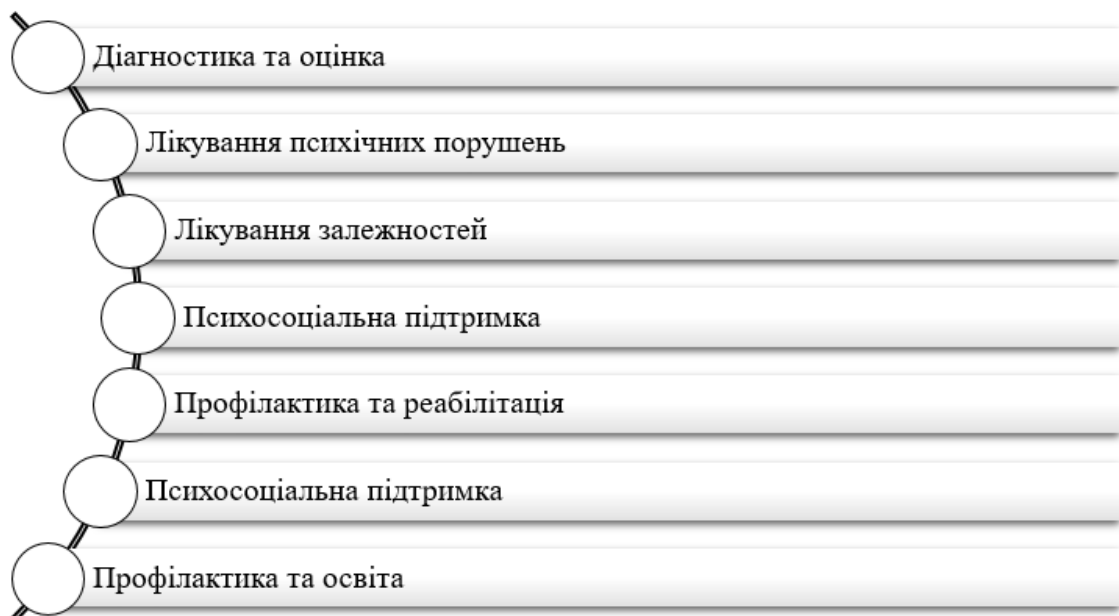 Діагностика та оцінка
Лікування психічних порушень
Лікування залежностей
Психосоціальна підтримка
Профілактика та реабілітація
Психосоціальна підтримка
Профілактика та освіта